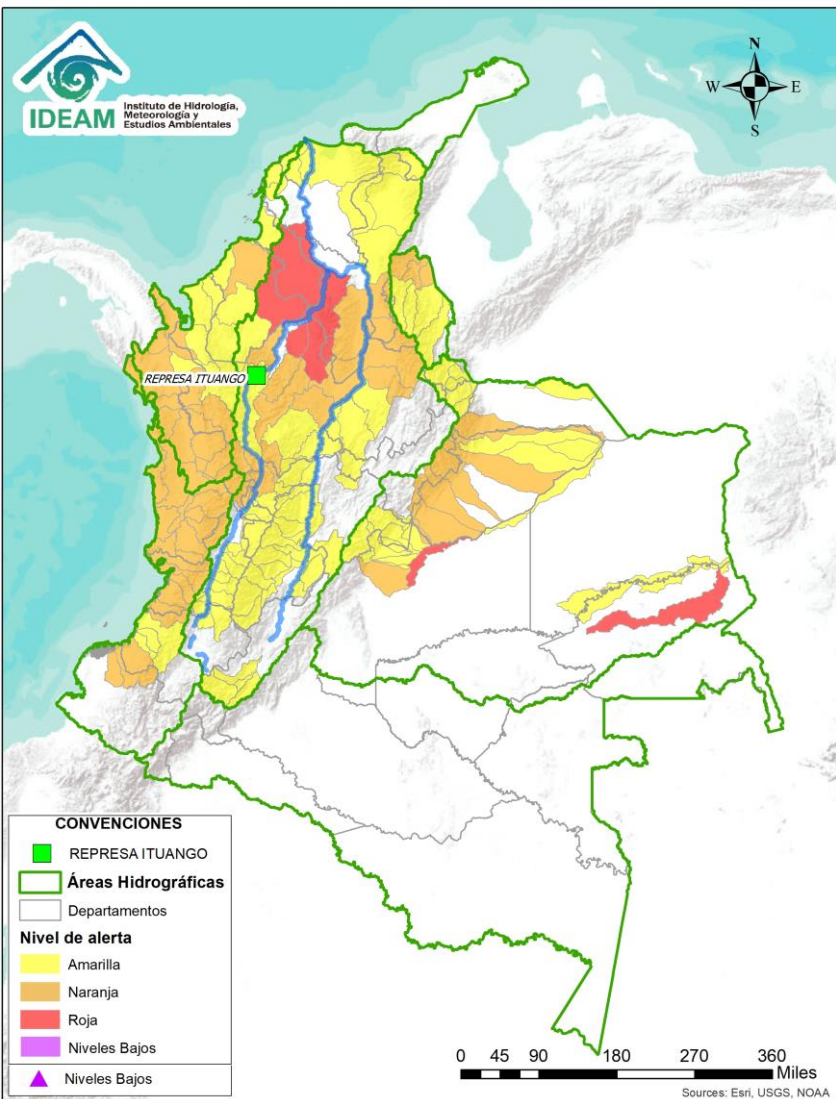 IDEAM
Instituto de Hidrología,
Meteorología y
Estudios Ambientales
N
W
E
S
REPRESA ITUANGO
CONVENCIONES
REPRESA ITUANGO
Áreas Hidrográficas
Departamentos
Nivel de alerta
Amarilla
Naranja
Roja
Niveles Bajos
Niveles Bajos
0 45 90 180 270 360
Miles
Sources: Esri, USGS, NOAA